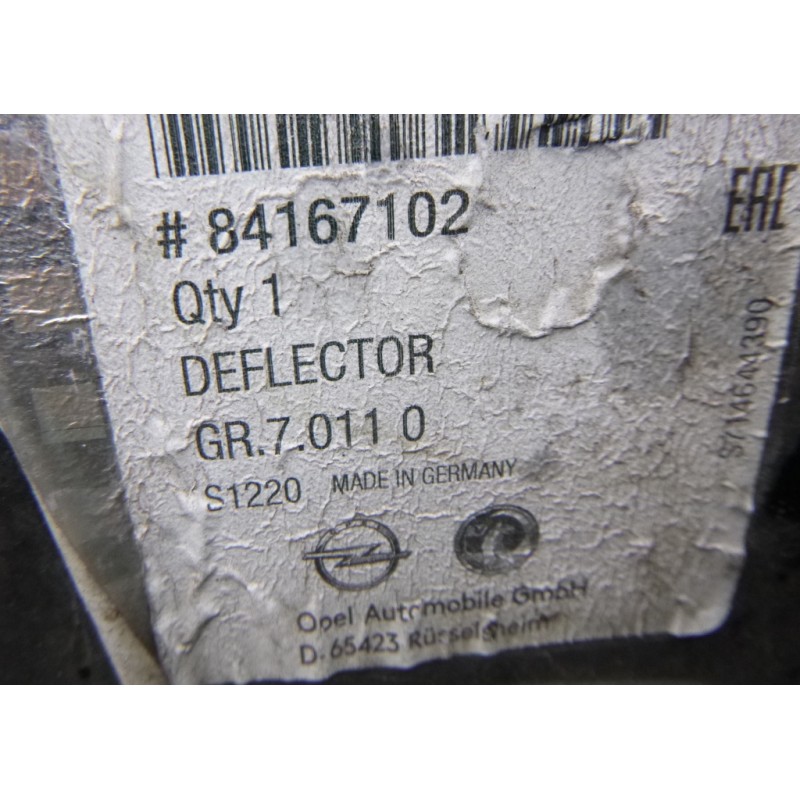 # 84167102
EAC
Qty 1
DEFLECTOR
GR.7.011 0
S1220 MADE IN GERMANY
Opel Automobile GmbH
D. 65423 Rüsselsheim